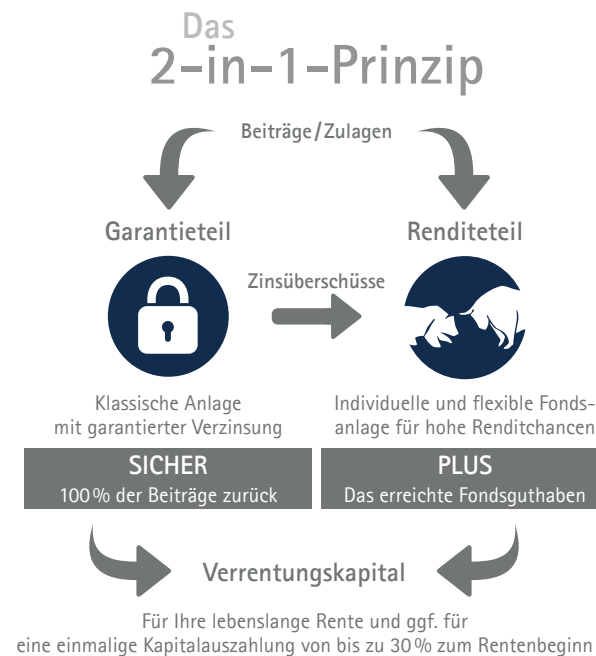 Das
2-in-1-Prinzip
Beiträge/Zulagen
Garantieteil
Renditeteil
Zinsüberschüsse
Klassische Anlage
mit garantierter Verzinsung
Individuelle und flexible Fonds-
anlage für hohe Renditchancen
SICHER
100% der Beiträge zurück
PLUS
Das erreichte Fondsguthaben
Verrentungskapital
Für Ihre lebenslange Rente und ggf. für
eine einmalige Kapitalauszahlung von bis zu 30% zum Rentenbeginn